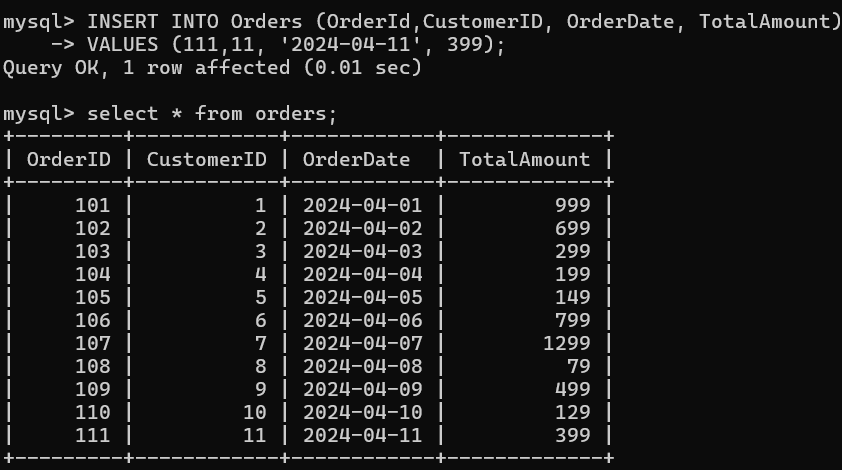 mysql> INSERT INTO Orders (OrderId,CustomerID, OrderDate, TotalAmount)
    -> VALUES (111,11, '2024-04-11', 399);
Query OK, 1 row affected (0.01 sec)

mysql> select * from orders;
+---------+------------+------------+-------------+
| OrderID | CustomerID | OrderDate  | TotalAmount |
+---------+------------+------------+-------------+
|     101 |          1 | 2024-04-01 |         999 |
|     102 |          2 | 2024-04-02 |         699 |
|     103 |          3 | 2024-04-03 |         299 |
|     104 |          4 | 2024-04-04 |         199 |
|     105 |          5 | 2024-04-05 |         149 |
|     106 |          6 | 2024-04-06 |         799 |
|     107 |          7 | 2024-04-07 |        1299 |
|     108 |          8 | 2024-04-08 |          79 |
|     109 |          9 | 2024-04-09 |         499 |
|     110 |         10 | 2024-04-10 |         129 |
|     111 |         11 | 2024-04-11 |         399 |
+---------+------------+------------+-------------+